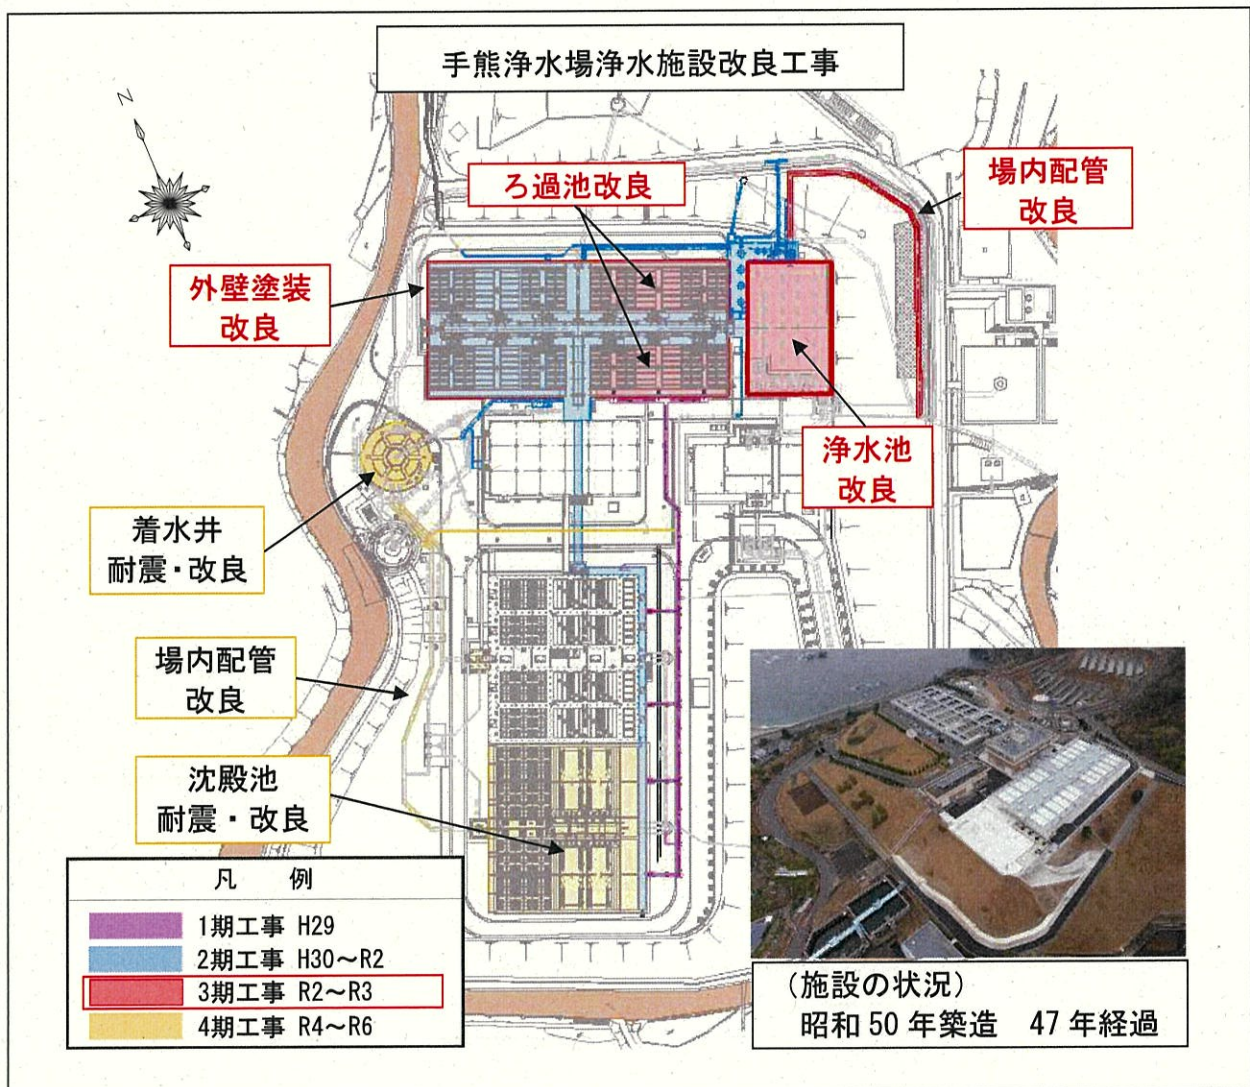 手熊浄水場浄水施設改良工事
N
ろ過池改良
場内配管
改良
外壁塗装
改良
浄水池
改良
着水井
耐震・改良
場内配管
改良
沈殿池
耐震・改良
凡 例
1期工事 H29
2期工事 H30～R2
3期工事 R2～R3
4期工事 R4～R6
(施設の状況)
昭和50年築造 47年経過